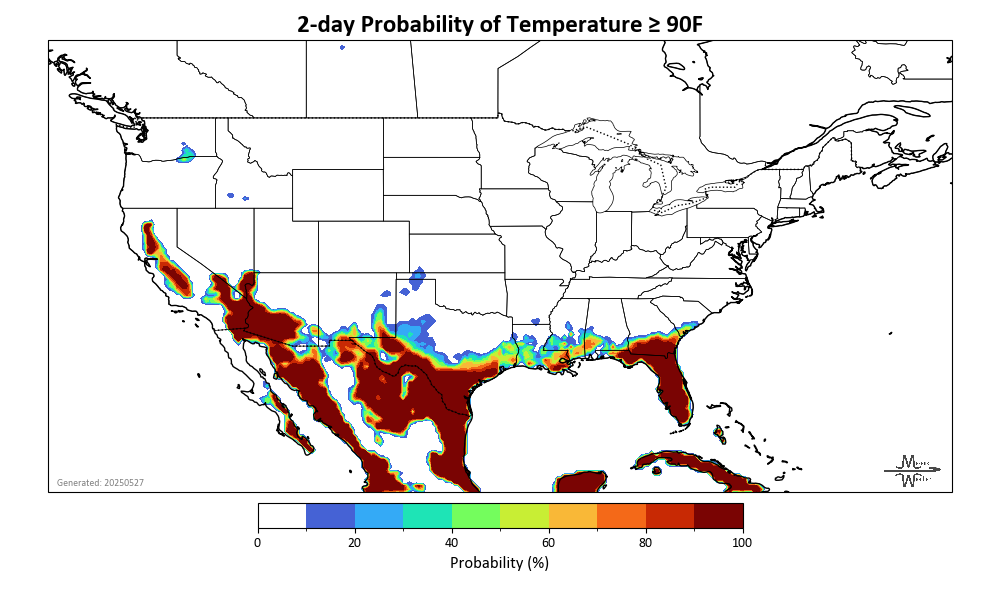 2-day Probability of Temperature ≥ 90F
Generated: 20250527
0 20 40 60 80 100
Probability (%)